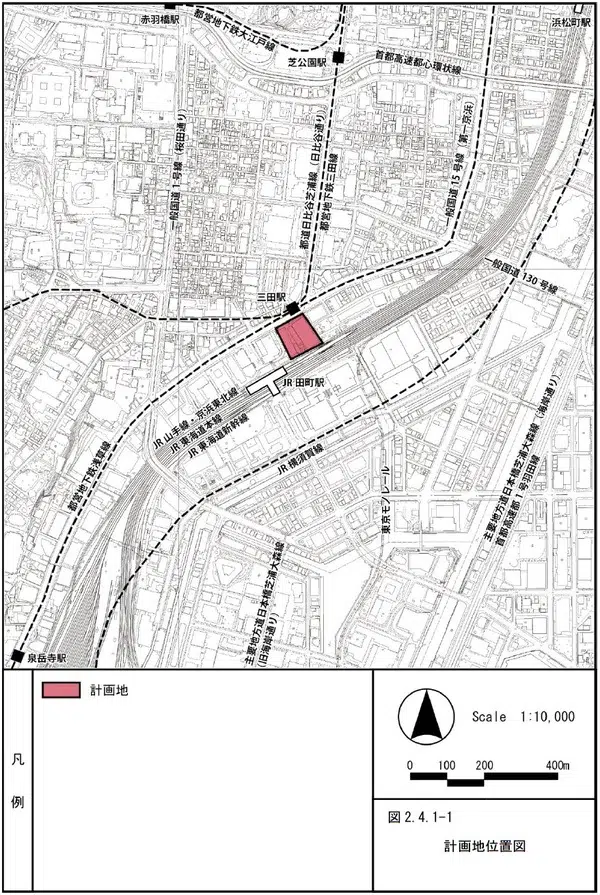 赤羽橋駅
都営地下鉄大江戸線
芝公園駅
首都高速都心環状線
浜松町駅
一般国道1号線(桜田通り)
都道日比谷芝浦線(日比谷通り)
都営地下鉄三田線
一般国道15号線(第一京浜)
一般国道130号線
三田駅
JR田町駅
工事中
JR山手線・京浜東北線
JR東海道本線
JR東海道新幹線
JR横須賀線
都営地下鉄浅草線
東京モノレール
主要地方道日本橋芝浦大森線(海岸通り)
首都高速都1号羽田線
主要地方道日本橋芝浦大森線
(旧海岸通り)
泉岳寺駅
凡例
計画地
Scale 1:10,000
0 100 200 400m
図2.4.1-1
計画地位置図